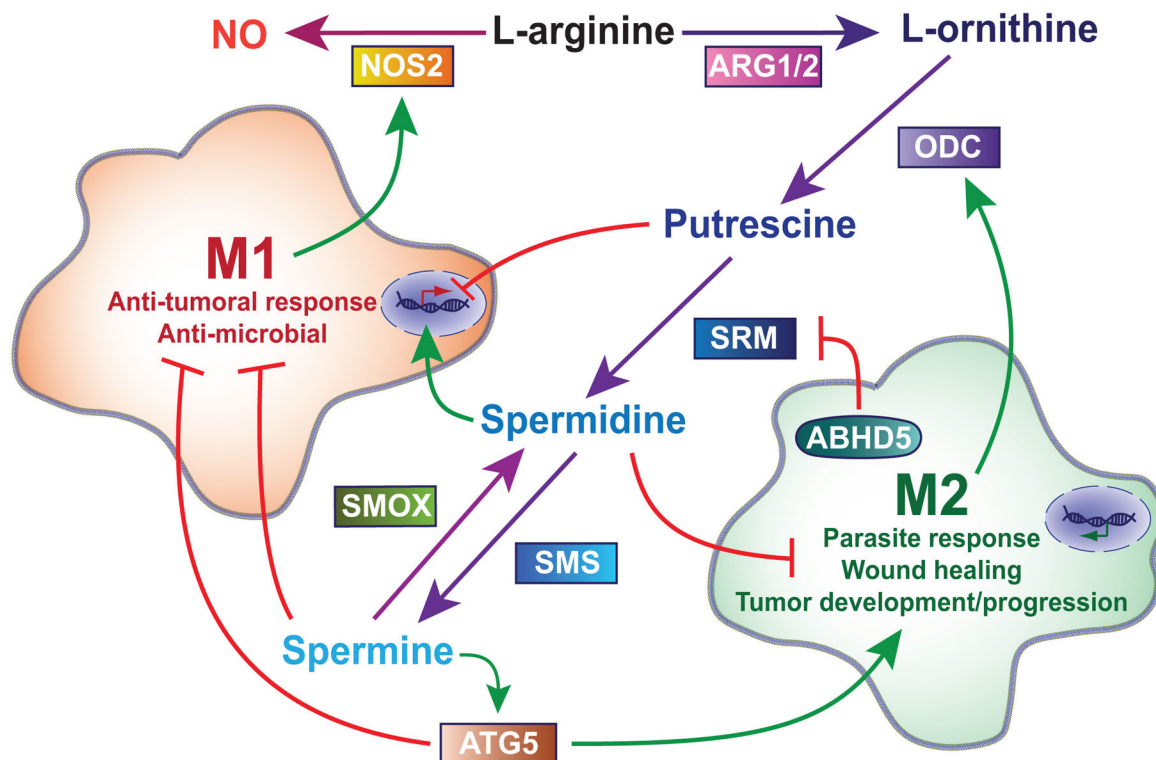 NO
L-arginine
L-ornithine
NOS2
ARG1/2
ODC
Putrescine
M1
Anti-tumoral response
Anti-microbial
SRM
Spermidine
ABHD5
M2
Parasite response
Wound healing
Tumor development/progression
SMOX
SMS
Spermine
ATG5